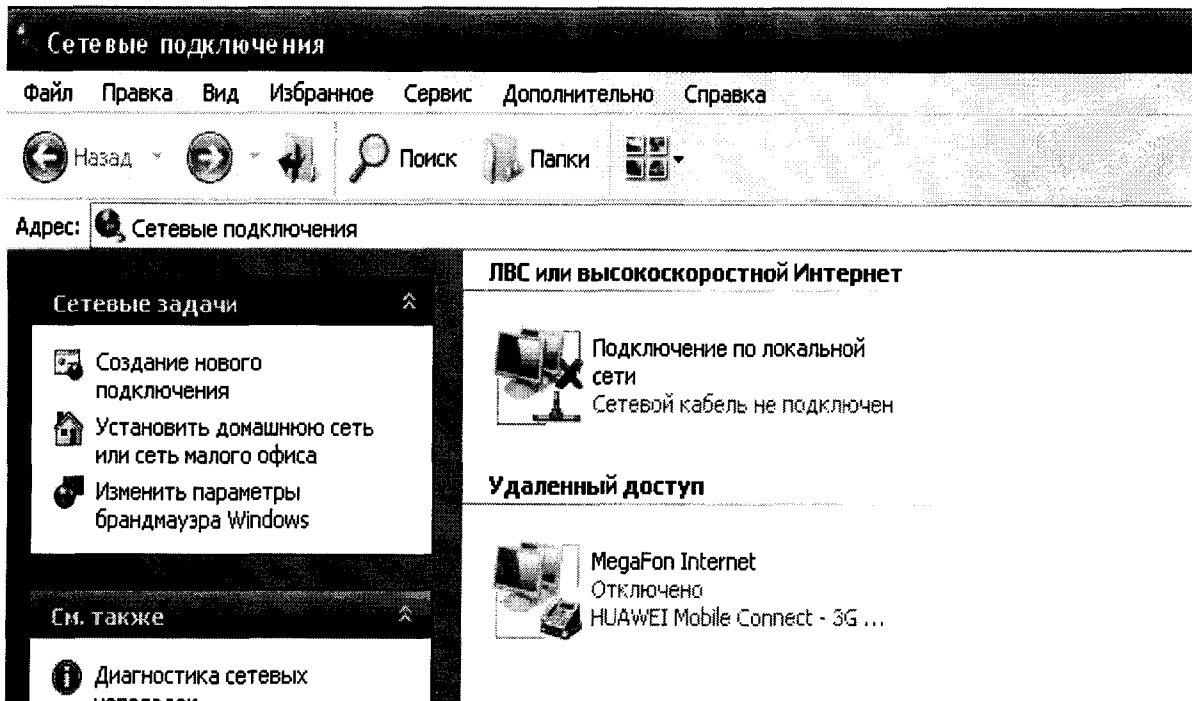 Сетевые подключения
Файл Правка Вид Избранное Сервис Дополнительно Справка
Назад Поиск Папки
Адрес: Сетевые подключения
Сетевые задачи
Создание нового
подключения
Установить домашнюю сеть
или сеть малого офиса
Изменить параметры
брандмауэра Windows
См. также
Диагностика сетевых
ЛВС или высокоскоростной Интернет
Подключение по локальной
сети
Сетевой кабель не подключен
Удаленный доступ
MegaFon Internet
Отключено
HUAWEI Mobile Connect - 3G ...